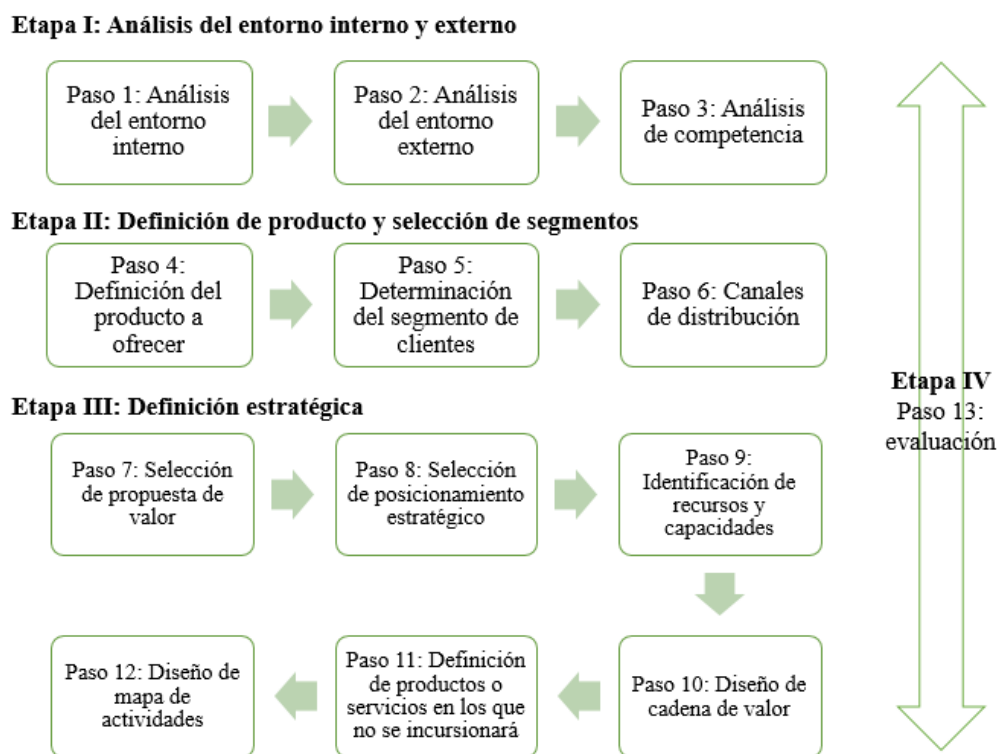 Etapa I: Análisis del entorno interno y externo
Paso 1: Análisis
del entorno
interno
Paso 2: Análisis
del entorno
externo
Paso 3: Análisis
de competencia
Etapa II: Definición de producto y selección de segmentos
Paso 4:
Definición del
producto a
ofrecer
Paso 5:
Determinación
del segmento de
clientes
Paso 6: Canales
de distribución
Etapa III: Definición estratégica
Paso 7: Selección
de propuesta de
valor
Paso 8: Selección
de posicionamiento
estratégico
Paso 9:
Identificación de
recursos y
capacidades
Paso 12: Diseño de
mapa de
actividades
Paso 11: Definición
de productos o
servicios en los que
no se incursionará
Paso 10: Diseño de
cadena de valor
Etapa IV
Paso 13:
evaluación